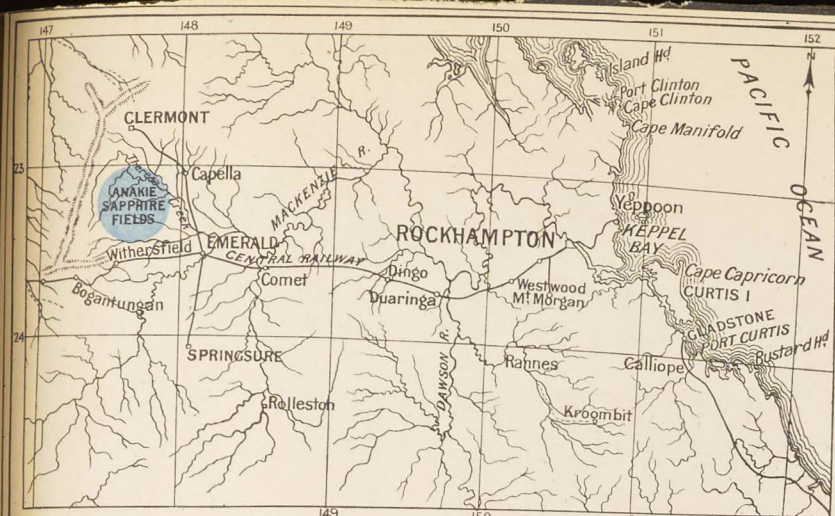 147
148
149
150
151
152
Island Hd
Port Clinton
Cape Clinton
Cape Manifold
PACIFIC
OCEAN
CLERMONT
23
Capella
Theresa
Creek
ANAKIE
SAPPHIRE
FIELDS
MACKENZIE R.
Yeppoon
KEPPEL
BAY
ROCKHAMPTON
Withersfield
EMERALD
CENTRAL RAILWAY
Comet
Dingo
Duaringa
Westwood
Mt Morgan
Cape Capricorn
CURTIS I
Bogantungan
GLADSTONE
PORT CURTIS
Bustard Hd
24
SPRINGSURE
DAWSON R.
Rannes
Calliope
Rolleston
Kroombit
149
150